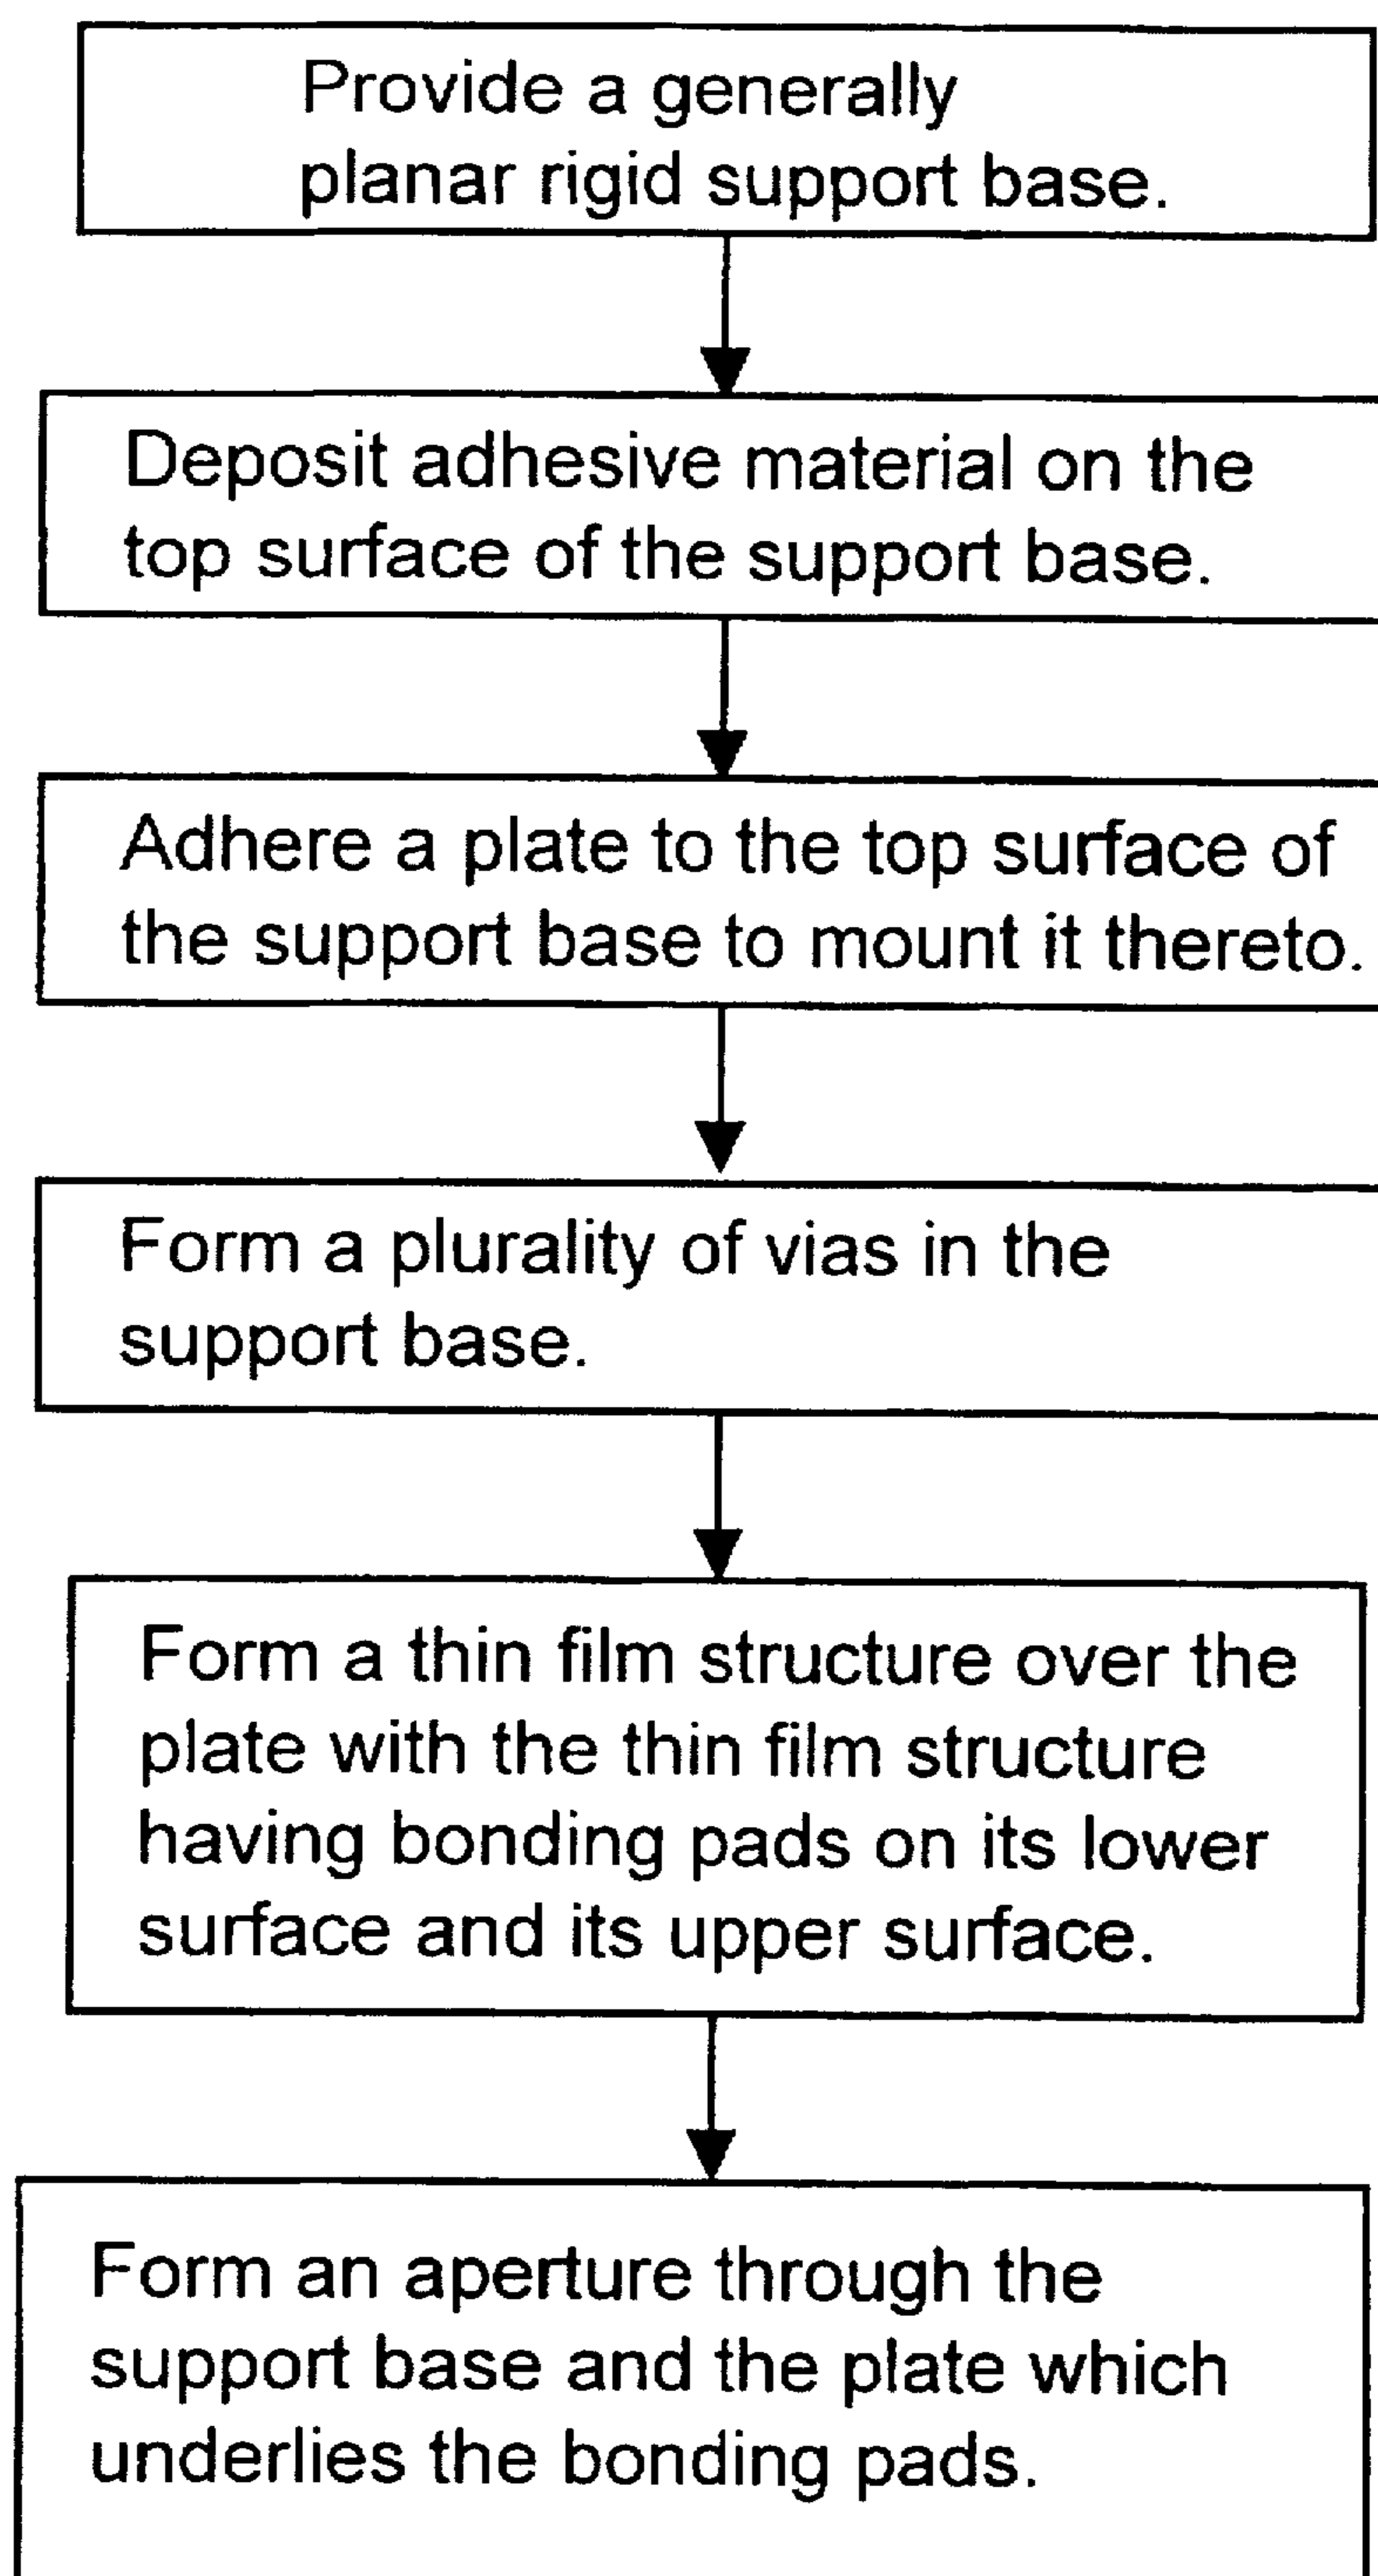 Provide a generally
planar rigid support base.
Deposit adhesive material on the
top surface of the support base.
Adhere a plate to the top surface of
the support base to mount it thereto.
Form a plurality of vias in the
support base.
Form a thin film structure over the
plate with the thin film structure
having bonding pads on its lower
surface and its upper surface.
Form an aperture through the
support base and the plate which
underlies the bonding pads.